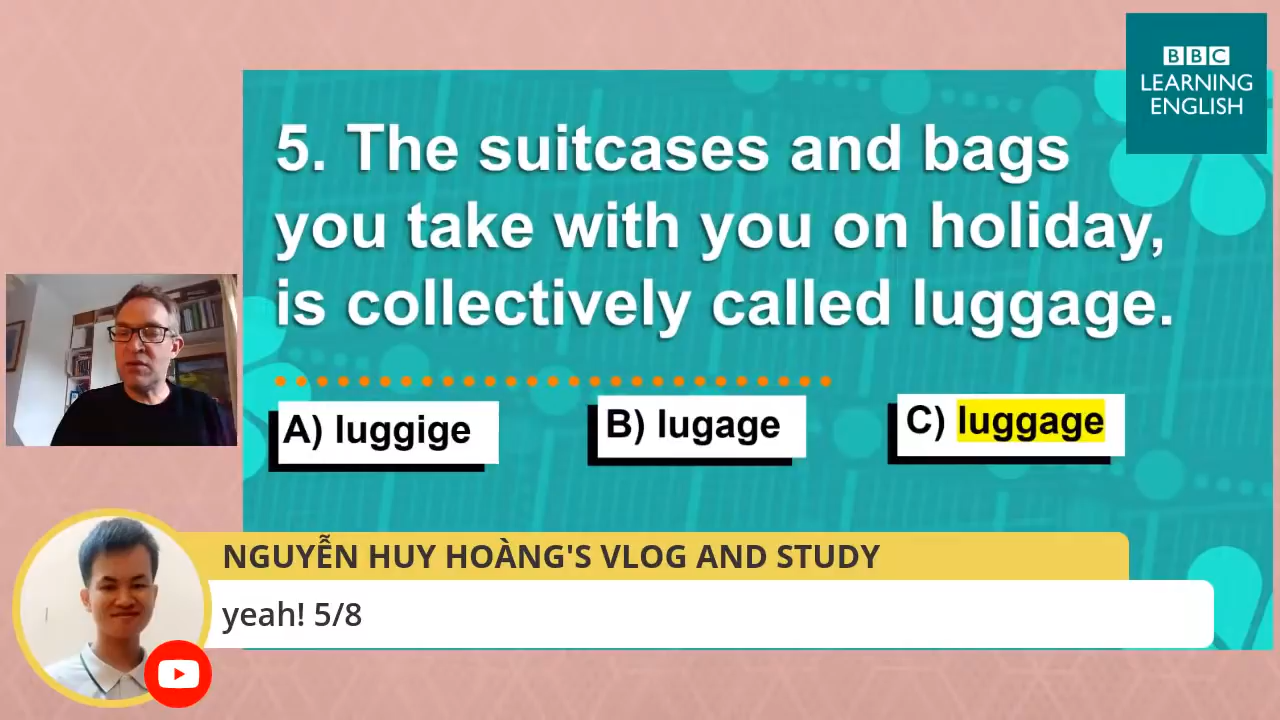 BBC
LEARNING
ENGLISH
5. The suitcases and bags
you take with you on holiday,
is collectively called luggage.
A) luggige
B) lugage
C) luggage
NGUYỄN HUY HOÀNG'S VLOG AND STUDY
yeah! 5/8